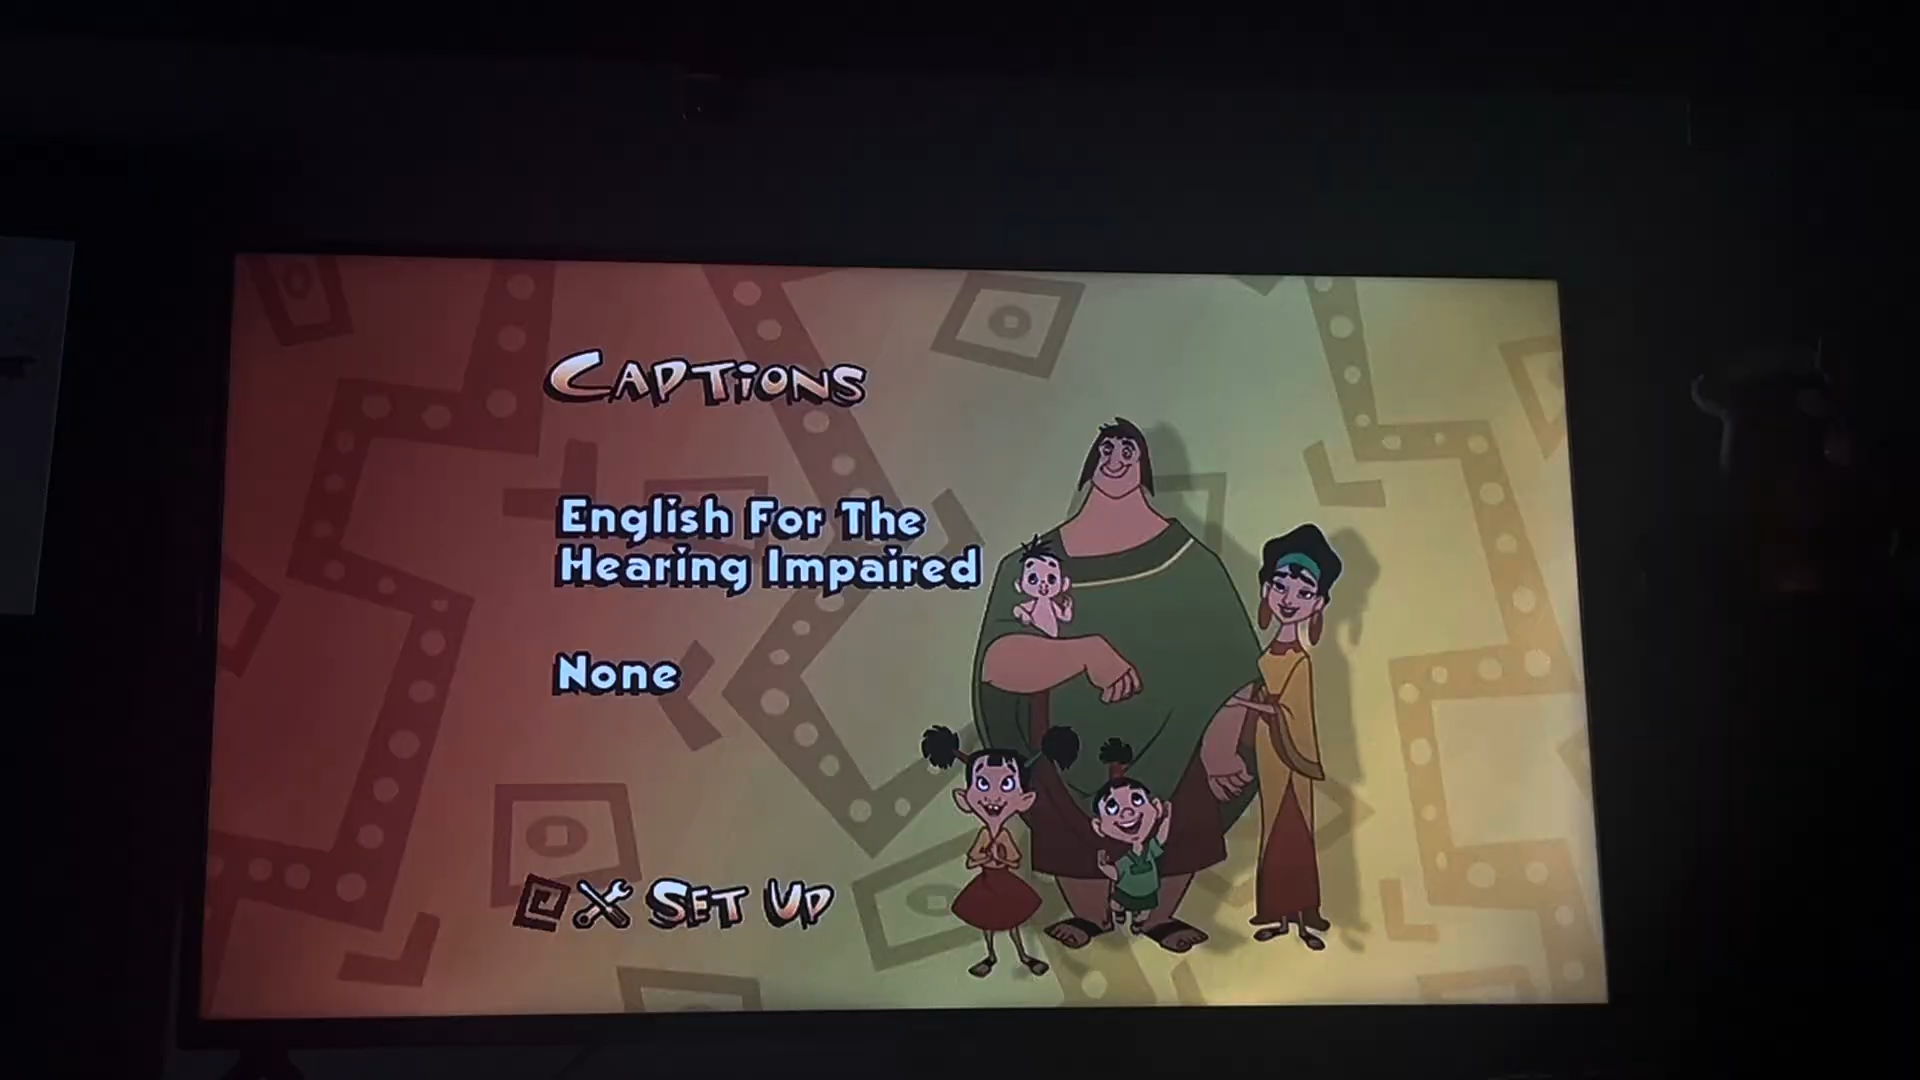 Captions
English For The
Hearing Impaired
None
Set Up